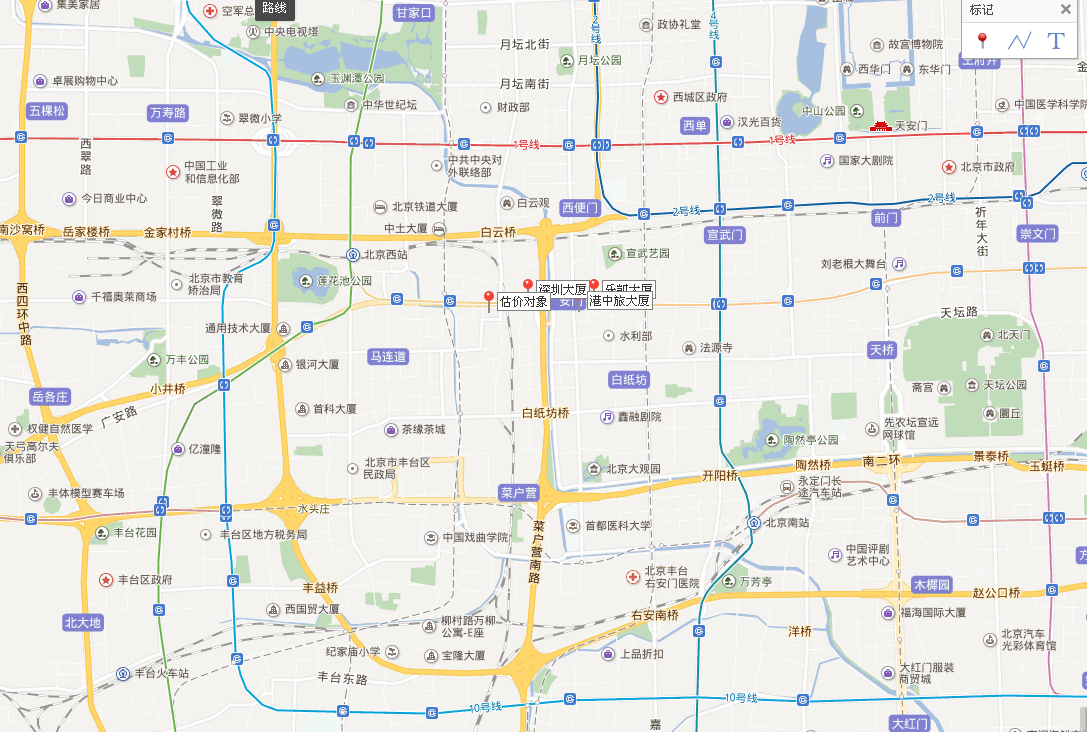 集美家居
空军总
路线
甘家口
2号线
政协礼堂
4号线
标记
中央电视塔
月坛北街
故宫博物院
T
月坛公园
西华门
东华门
王府井
卓展购物中心
玉渊潭公园
月坛南街
五棵松
万寿路
中华世纪坛
财政部
西城区政府
中山公园
中国医学科学院
翠微小学
西单
汉光百货
天安门
西翠路
1号线
1号线
中国工业
和信息化部
中共中央对
外联络部
国家大剧院
北京市政府
今日商业中心
翠微路
北京铁道大厦
白云观
西便门
2号线
2号线
前门
祈年大街
南沙窝桥
岳家楼桥
金家村桥
中土大厦
白云桥
宣武门
崇文门
北京西站
宣武艺园
刘老根大舞台
北京市教育
矫治局
莲花池公园
西四环中路
千禧奥莱商场
深圳大厦
乐凯大厦
估价对象
安门
港中旅大厦
通用技术大厦
水利部
天坛路
北天门
万丰公园
银河大厦
马连道
法源寺
天桥
小井桥
白纸坊
斋宫
天坛公园
岳各庄
广安路
首科大厦
白纸坊桥
鑫融剧院
圜丘
权健自然医学
茶缘茶城
先农坛宣远
网球馆
天弓高尔夫
俱乐部
亿潼隆
陶然亭公园
北京市丰台区
民政局
北京大观园
开阳桥
陶然桥
南二环
景泰桥
玉蜓桥
丰体模型赛车场
菜户营
永定门长
途汽车站
水头庄
丰台花园
丰台区地方税务局
中国戏曲学院
菜户营南路
首都医科大学
北京南站
中国评剧
艺术中心
丰台区政府
丰益桥
北京丰台
右安门医院
万芳亭
木樨园
赵公口桥
北大地
西国贸大厦
柳村路万柳
公寓-E座
右安南桥
洋桥
福海国际大厦
北京汽车
光彩体育馆
纪家庙小学
宝隆大厦
上品折扣
丰台火车站
丰台东路
大红门服装
商贸城
10号线
10号线
嘉
大红门